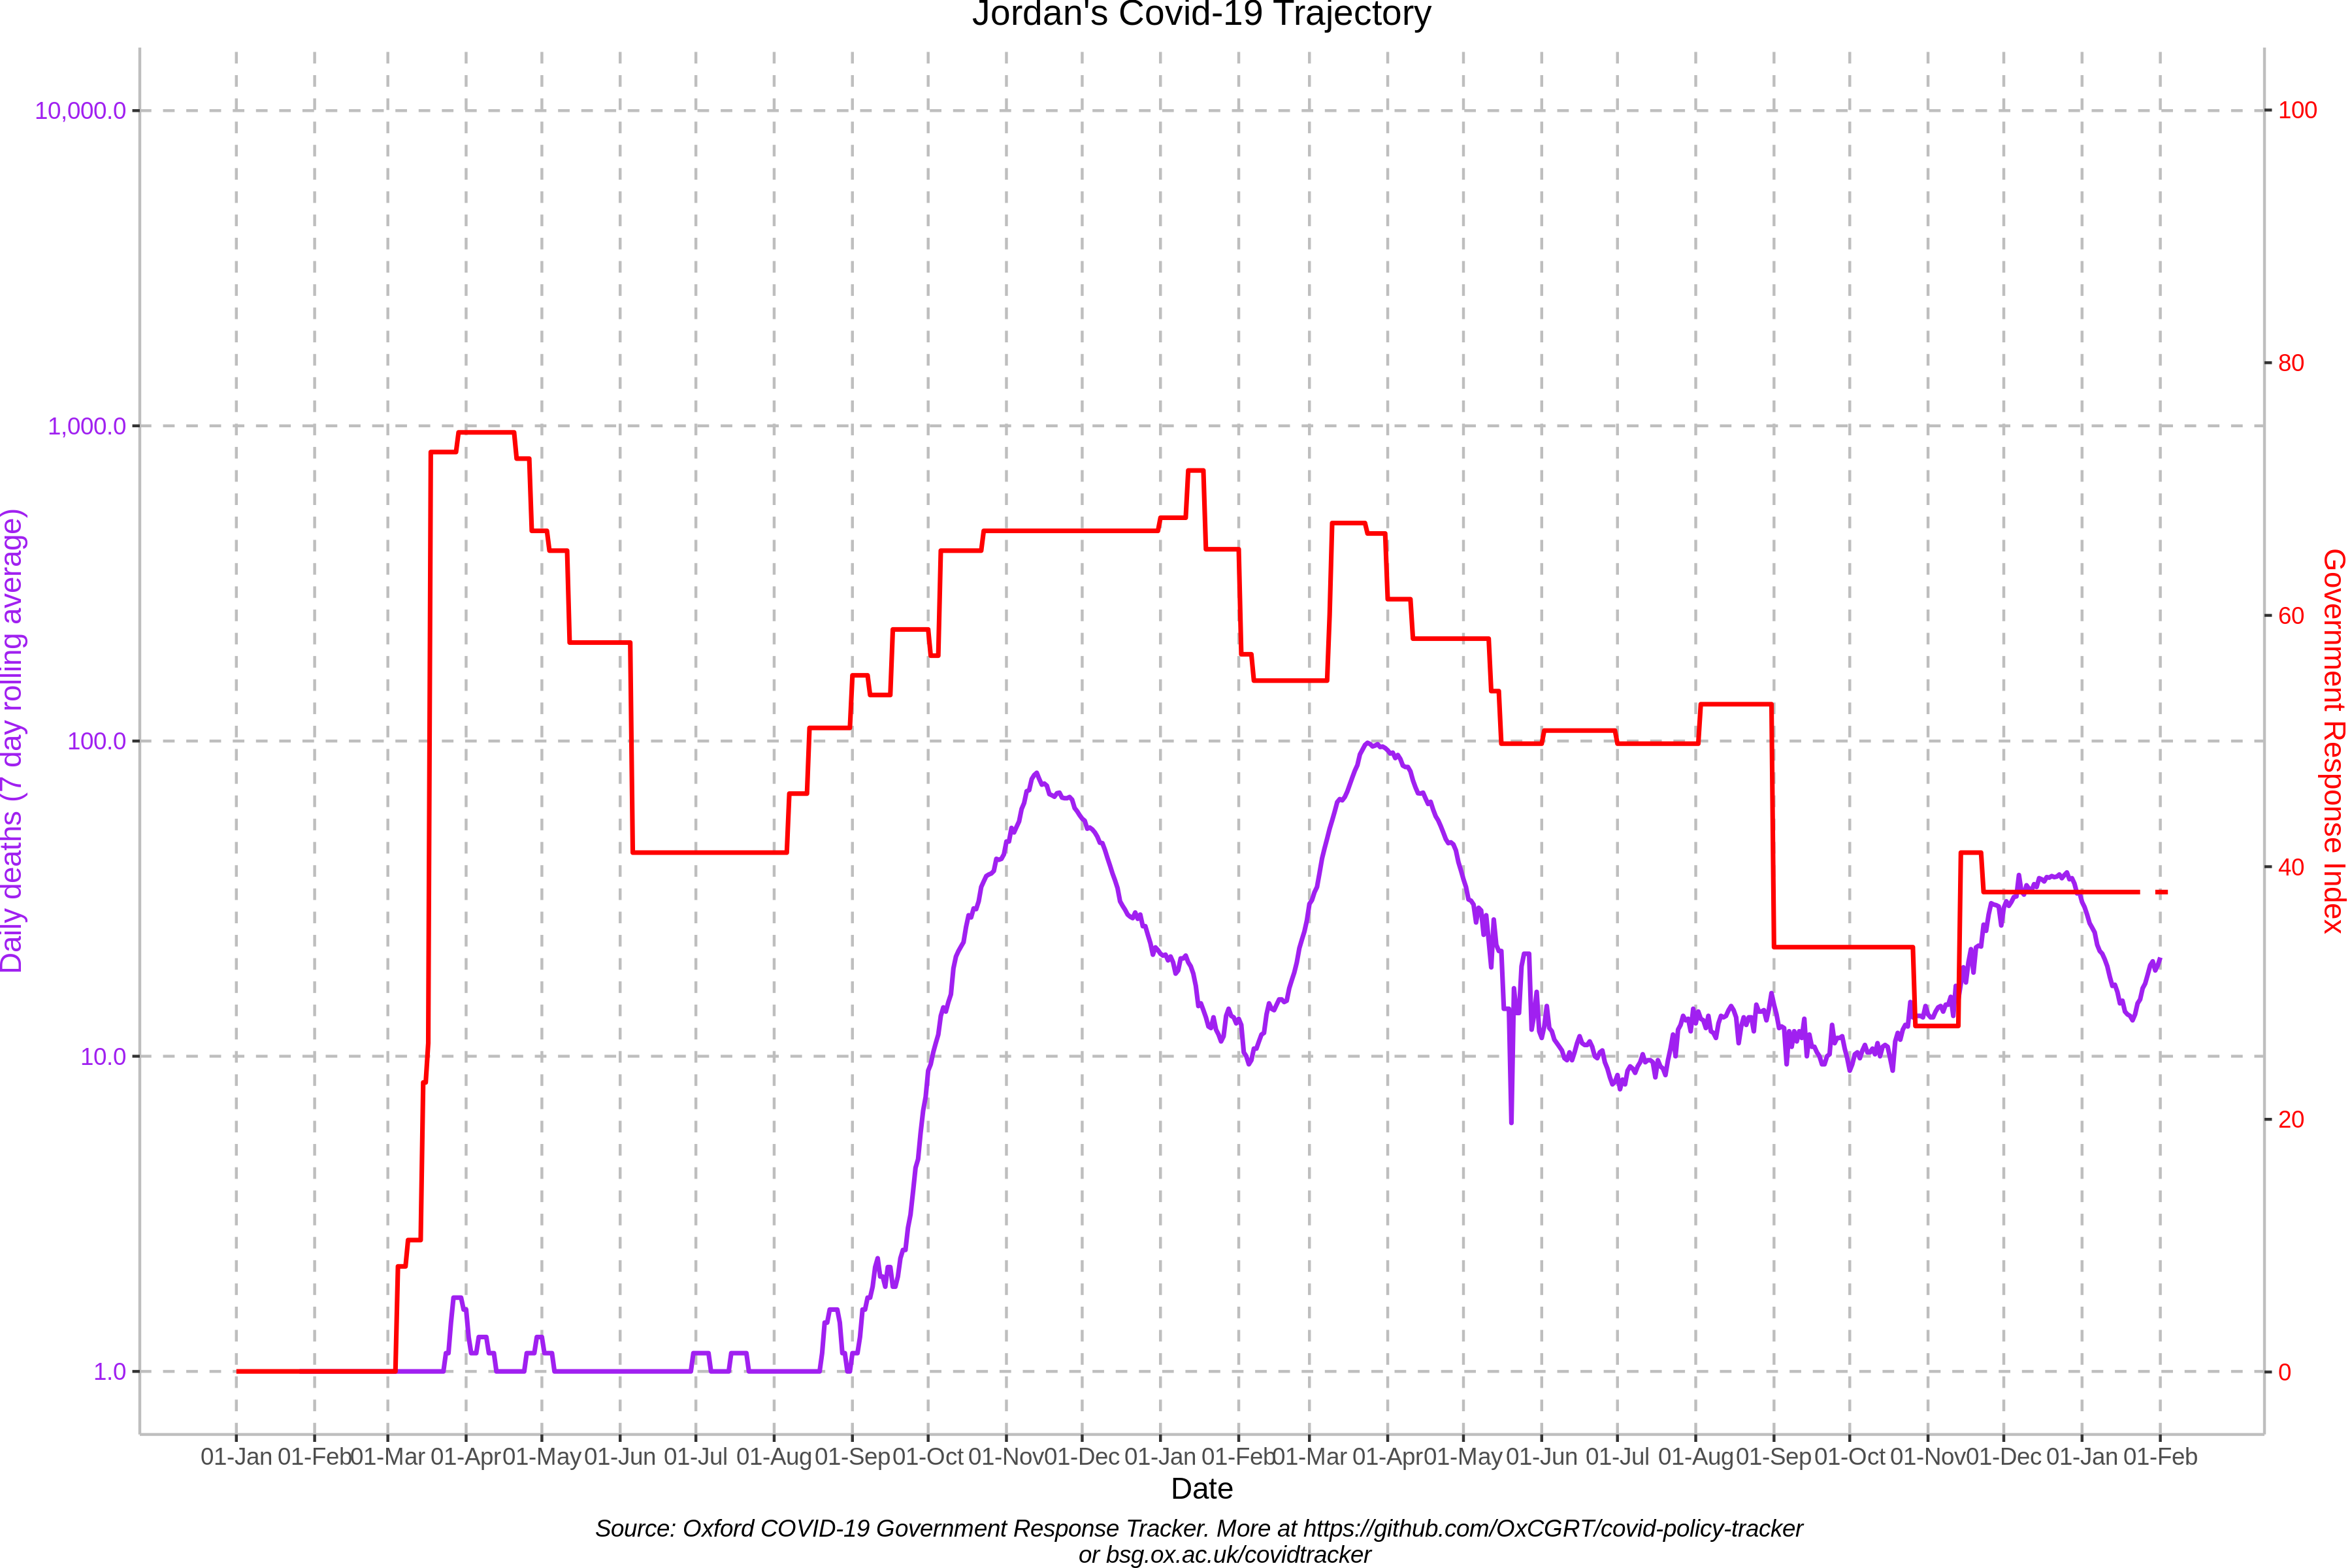 Jordan's Covid-19 Trajectory
10,000.0
1,000.0
100.0
10.0
1.0
Daily deaths (7 day rolling average)
100
80
60
40
20
0
Government Response Index
01-Jan 01-Feb 01-Mar 01-Apr 01-May 01-Jun 01-Jul 01-Aug 01-Sep 01-Oct 01-Nov 01-Dec 01-Jan 01-Feb 01-Mar 01-Apr 01-May 01-Jun 01-Jul 01-Aug 01-Sep 01-Oct 01-Nov 01-Dec 01-Jan 01-Feb
Date
Source: Oxford COVID-19 Government Response Tracker. More at https://github.com/OxCGRT/covid-policy-tracker
or bsg.ox.ac.uk/covidtracker